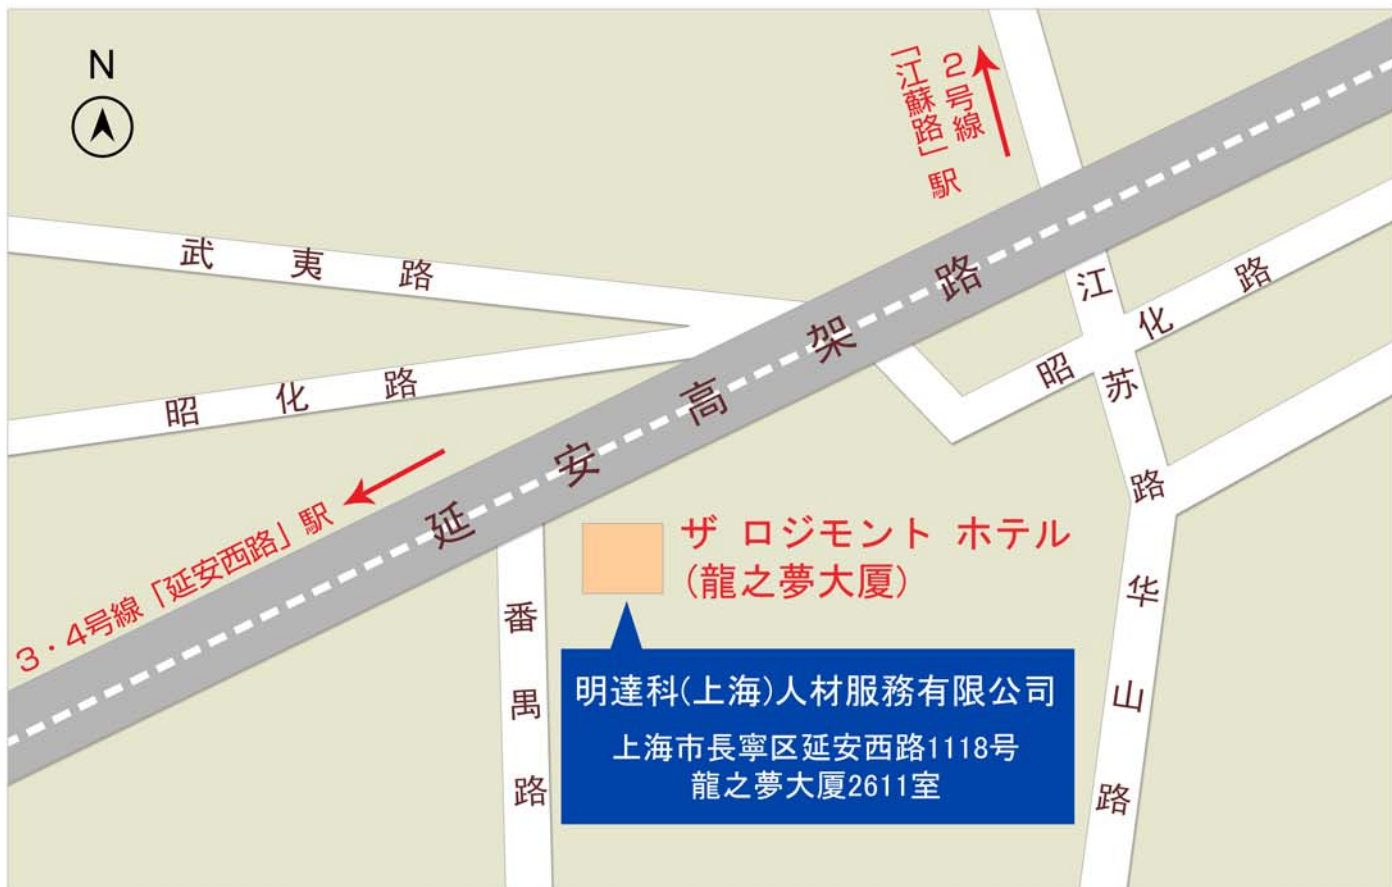 N
2号線
「江蘇路」駅
武夷路
昭化路
延安高架路
江苏路
昭化路
3・4号線「延安西路」駅
ザ ロジモント ホテル
(龍之夢大厦)
番禺路
华山路
明達科(上海)人材服務有限公司
上海市長寧区延安西路1118号
龍之夢大厦2611室